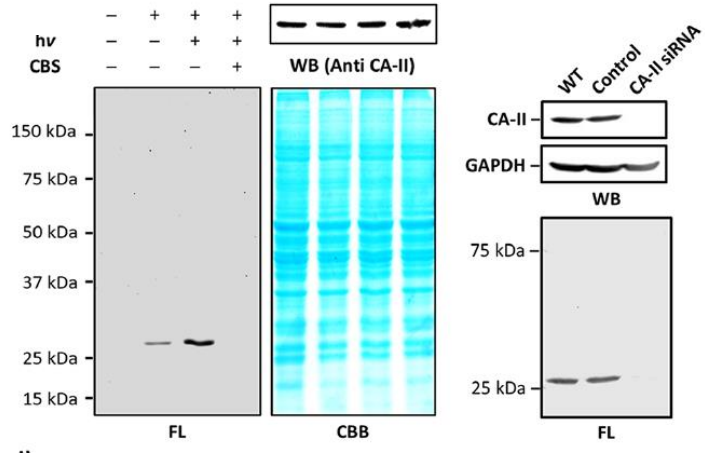 – + + +
hν – – + +
CBS – – – +
WB (Anti CA-II)
150 kDa
75 kDa
50 kDa
37 kDa
25 kDa
15 kDa
FL
CBB
WT
Control
CA-II siRNA
CA-II
GAPDH
WB
75 kDa
25 kDa
FL